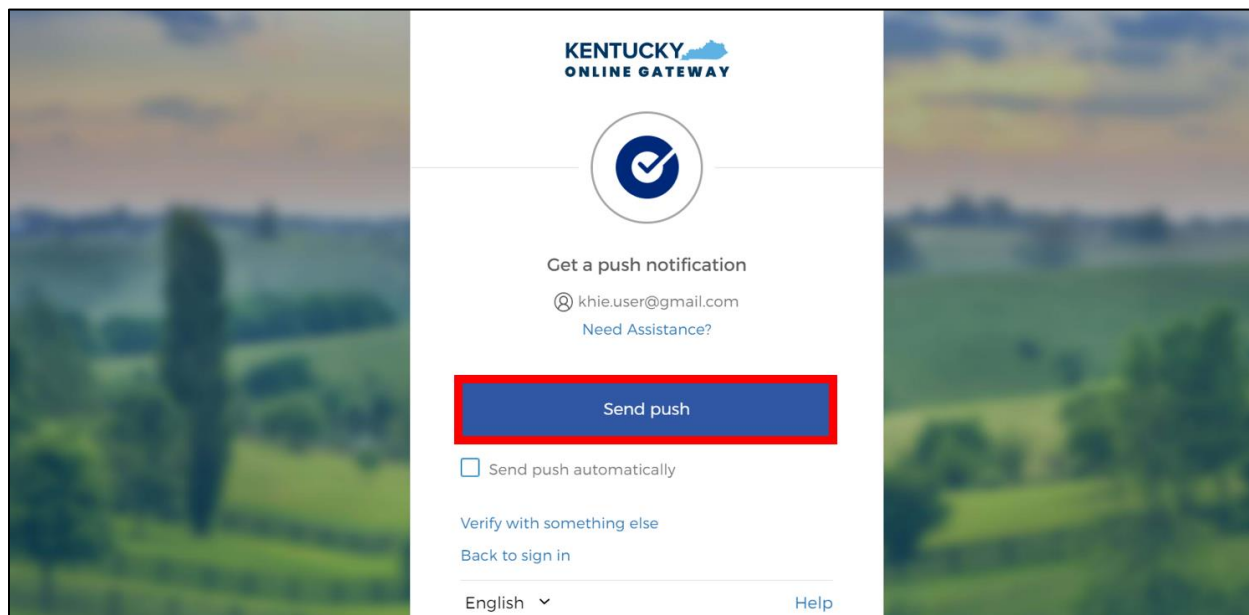 KENTUCKY
ONLINE GATEWAY
Get a push notification
khie.user@gmail.com
Need Assistance?
Send push
Send push automatically
Verify with something else
Back to sign in
English
Help